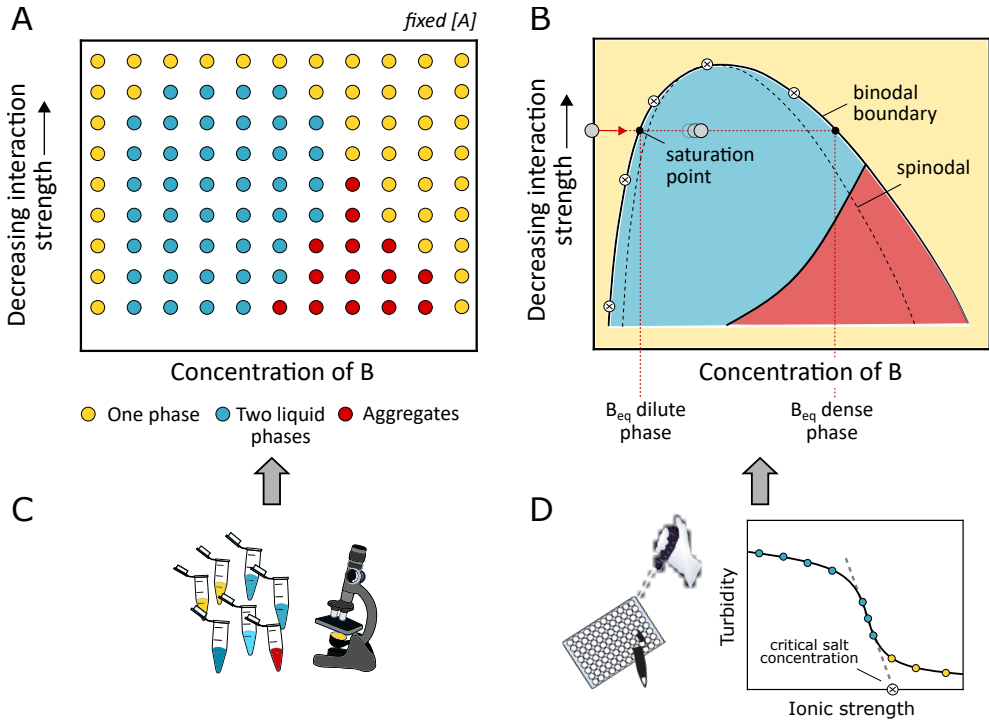 A
fixed [A]
Decreasing interaction
strength
Concentration of B
One phase
Two liquid
phases
Aggregates
B
Decreasing interaction
strength
binodal
boundary
saturation
point
spinodal
Concentration of B
Beq dilute
phase
Beq dense
phase
C
D
Turbidity
critical salt
concentration
Ionic strength